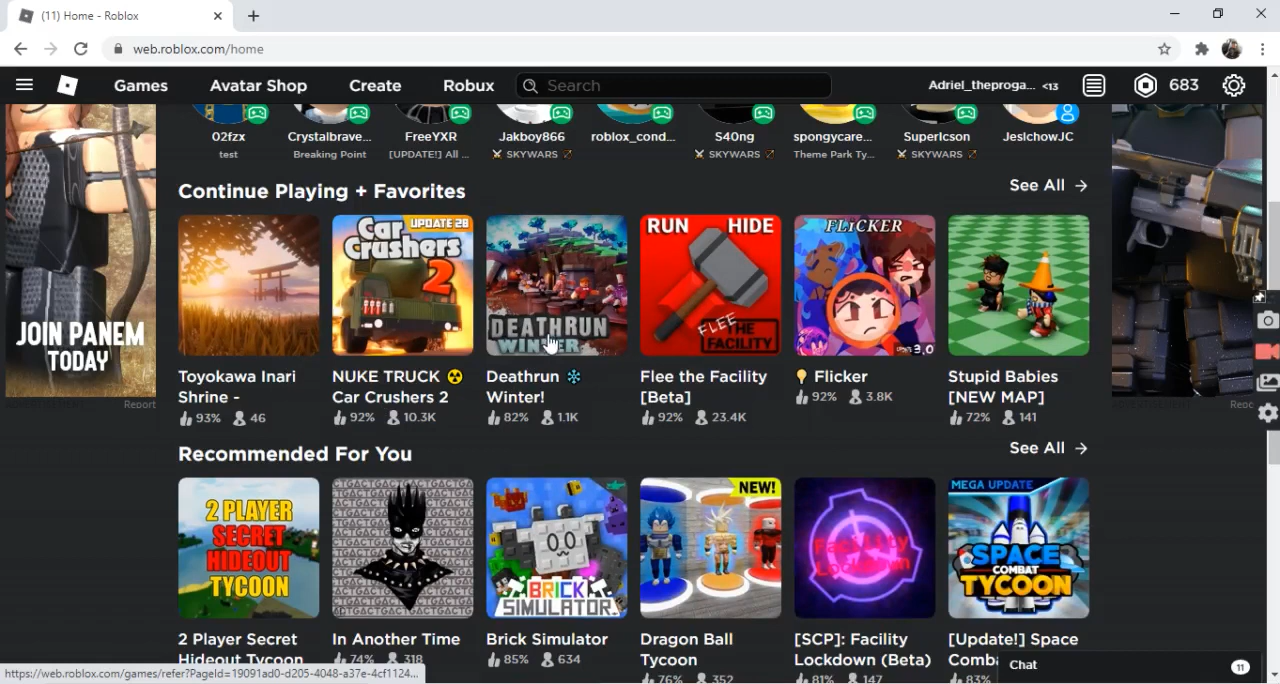 (11) Home - Roblox
web.roblox.com/home
Games
Avatar Shop
Create
Robux
Search
Adriel_theproga... <13
683
02fzx
Crystalbrave...
FreeYXR
Jakboy866
roblox_cond...
S40ng
spongycare...
SuperIcson
JeslchowJC
test
Breaking Point
[UPDATE!] All ...
SKYWARS
SKYWARS
Theme Park Ty...
SKYWARS
Continue Playing + Favorites
See All →
Car Crushers 2
UPDATE 28
DEATHRUN
WINTER
RUN HIDE
FLEE THE FACILITY
FLICKER
UPDATE 3.0
JOIN PANEM
TODAY
Report
Toyokawa Inari
Shrine -
93% 46
NUKE TRUCK ☢
Car Crushers 2
92% 10.3K
Deathrun ❄
Winter!
82% 1.1K
Flee the Facility
[Beta]
92% 23.4K
💡 Flicker
92% 3.8K
Stupid Babies
[NEW MAP]
72% 141
Recommended For You
See All →
2 PLAYER
SECRET
HIDEOUT
TYCOON
BRICK
SIMULATOR
NEW!
Facility
Lockdown
MEGA UPDATE
SPACE
COMBAT
TYCOON
2 Player Secret
Hideout Tycoon
In Another Time
74% 318
Brick Simulator
85% 634
Dragon Ball
Tycoon
76% 352
[SCP]: Facility
Lockdown (Beta)
81% 147
[Update!] Space
Comba
83%
Chat
11
https://web.roblox.com/games/refer?PageId=19091ad0-d205-4048-a37e-4cf1124...